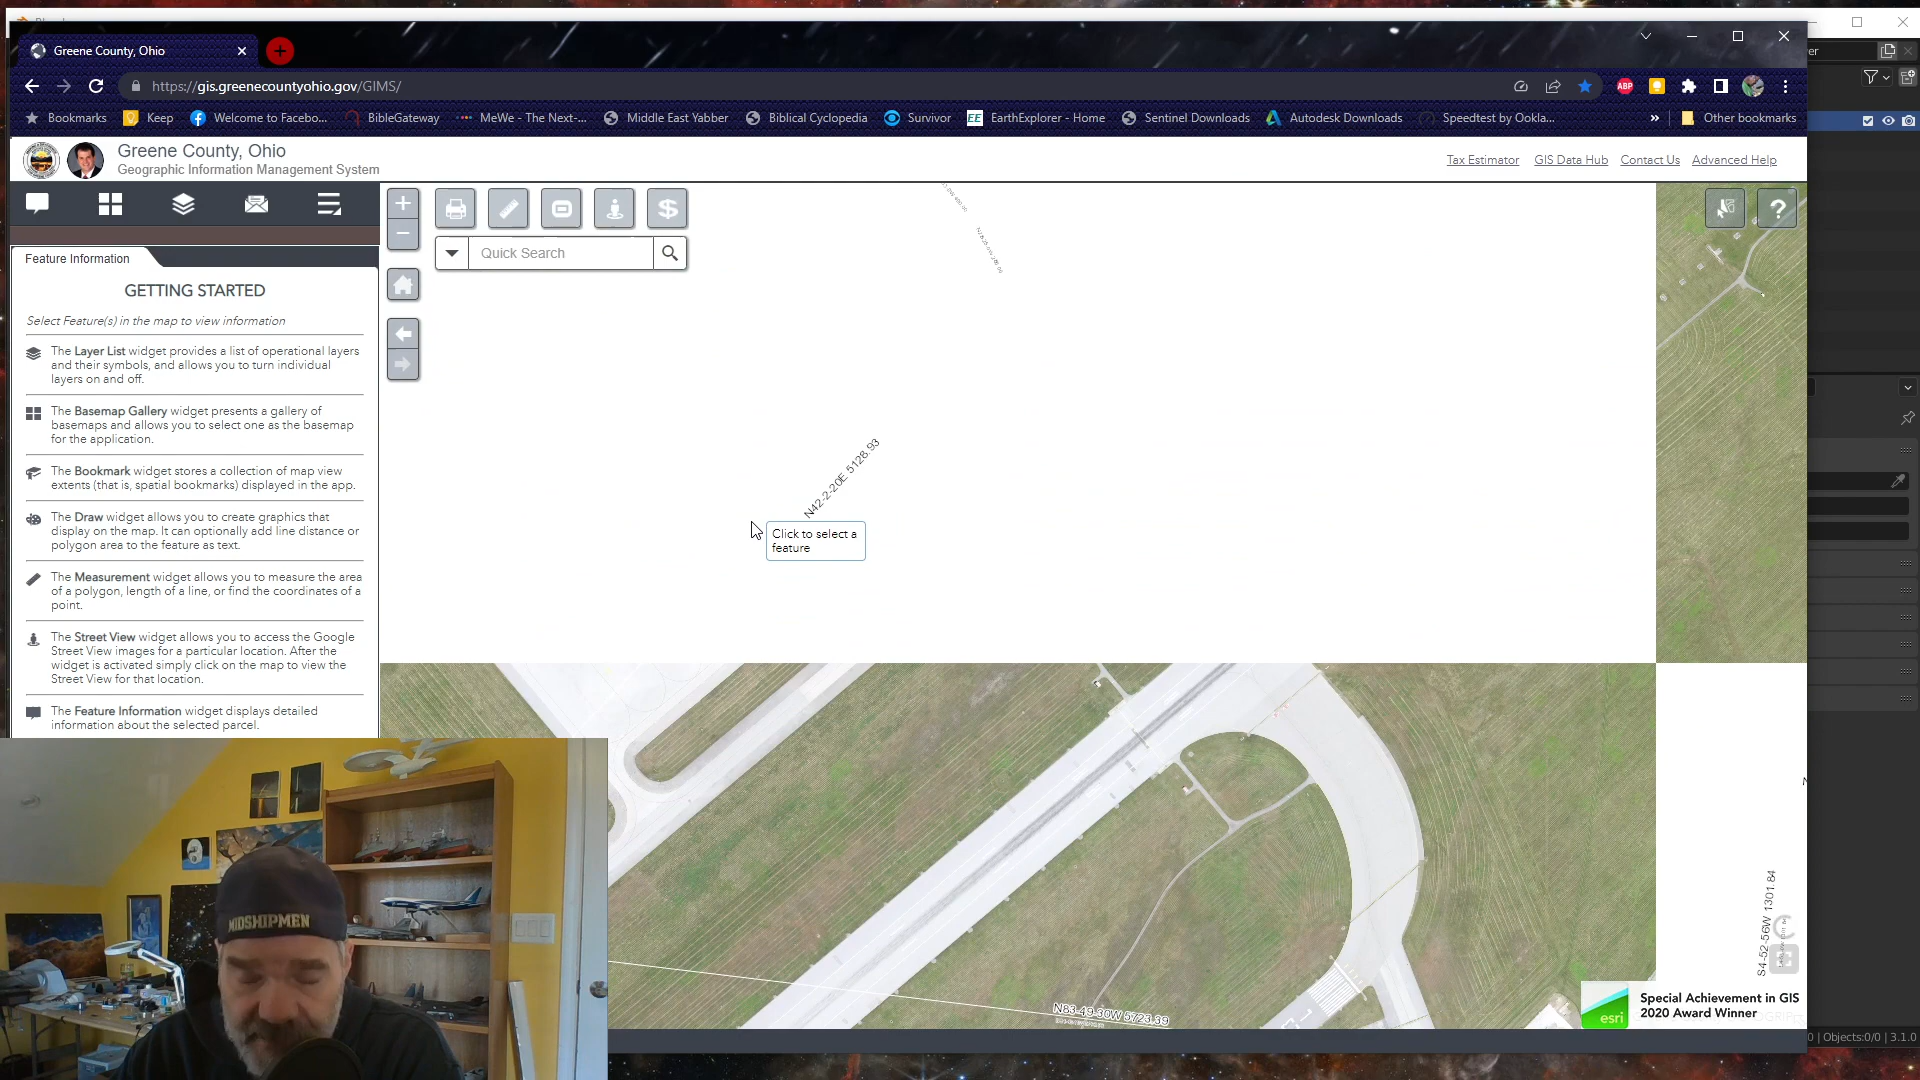 Greene County, Ohio
er
https://gis.greenecountyohio.gov/GIMS/
ABP
Bookmarks
Keep
Welcome to Facebo...
BibleGateway
MeWe - The Next-...
Middle East Yabber
Biblical Cyclopedia
Survivor
EE
EarthExplorer - Home
Sentinel Downloads
Autodesk Downloads
Speedtest by Ookla...
»
Other bookmarks
Greene County, Ohio
Geographic Information Management System
Tax Estimator
GIS Data Hub
Contact Us
Advanced Help
Quick Search
Feature Information
GETTING STARTED
Select Feature(s) in the map to view information
The Layer List widget provides a list of operational layers
and their symbols, and allows you to turn individual
layers on and off.
The Basemap Gallery widget presents a gallery of
basemaps and allows you to select one as the basemap
for the application.
The Bookmark widget stores a collection of map view
extents (that is, spatial bookmarks) displayed in the app.
The Draw widget allows you to create graphics that
display on the map. It can optionally add line distance or
polygon area to the feature as text.
The Measurement widget allows you to measure the area
of a polygon, length of a line, or find the coordinates of a
point.
The Street View widget allows you to access the Google
Street View images for a particular location. After the
widget is activated simply click on the map to view the
Street View for that location.
The Feature Information widget displays detailed
information about the selected parcel.
N42-2-20E 5128.93
Click to select a
feature
S4-52-56W 1301.84
N83-49-30W 5723.39
MIDSHIPMEN
esri
Special Achievement in GIS
2020 Award Winner
0 | Objects:0/0 | 3.1.0